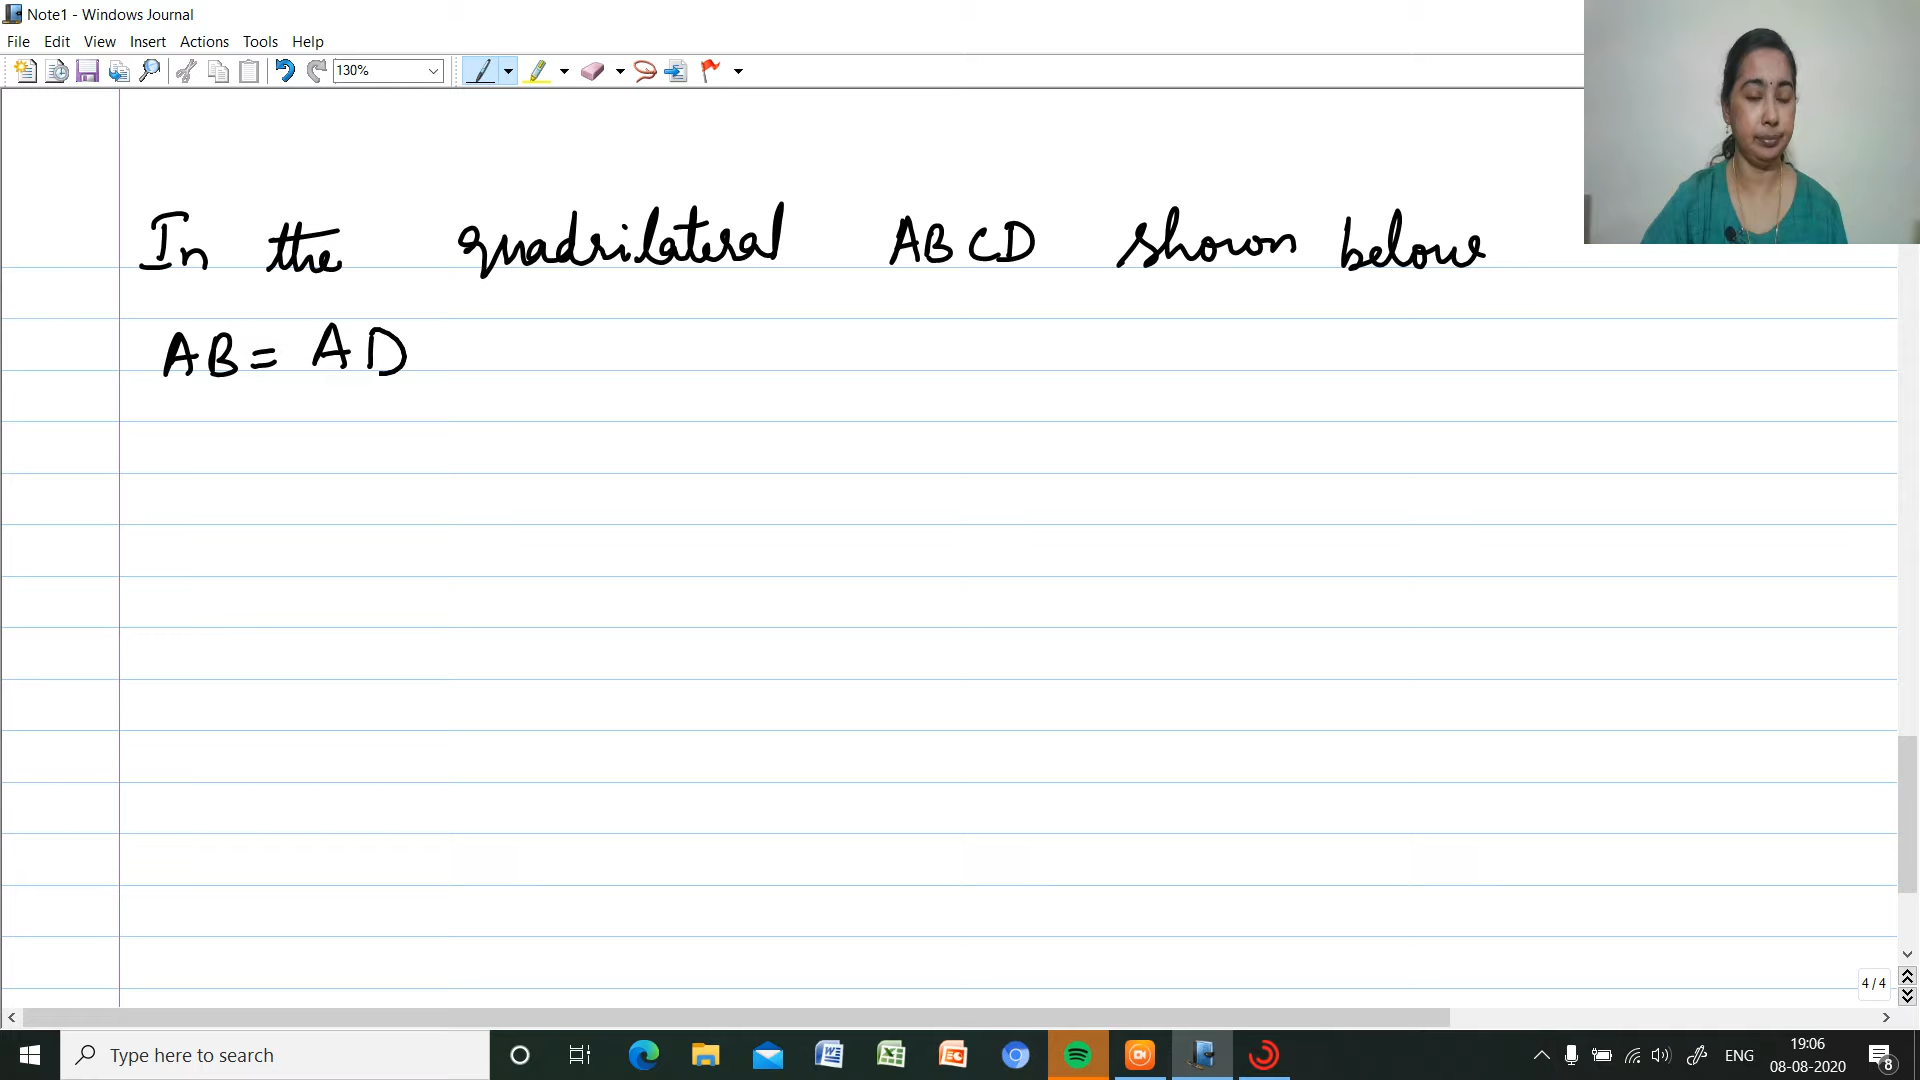 Note1 - Windows Journal
File Edit View Insert Actions Tools Help
130%
In the quadrilateral ABCD shown below
AB = AD
4 / 4
Type here to search
ENG
19:06
08-08-2020
8